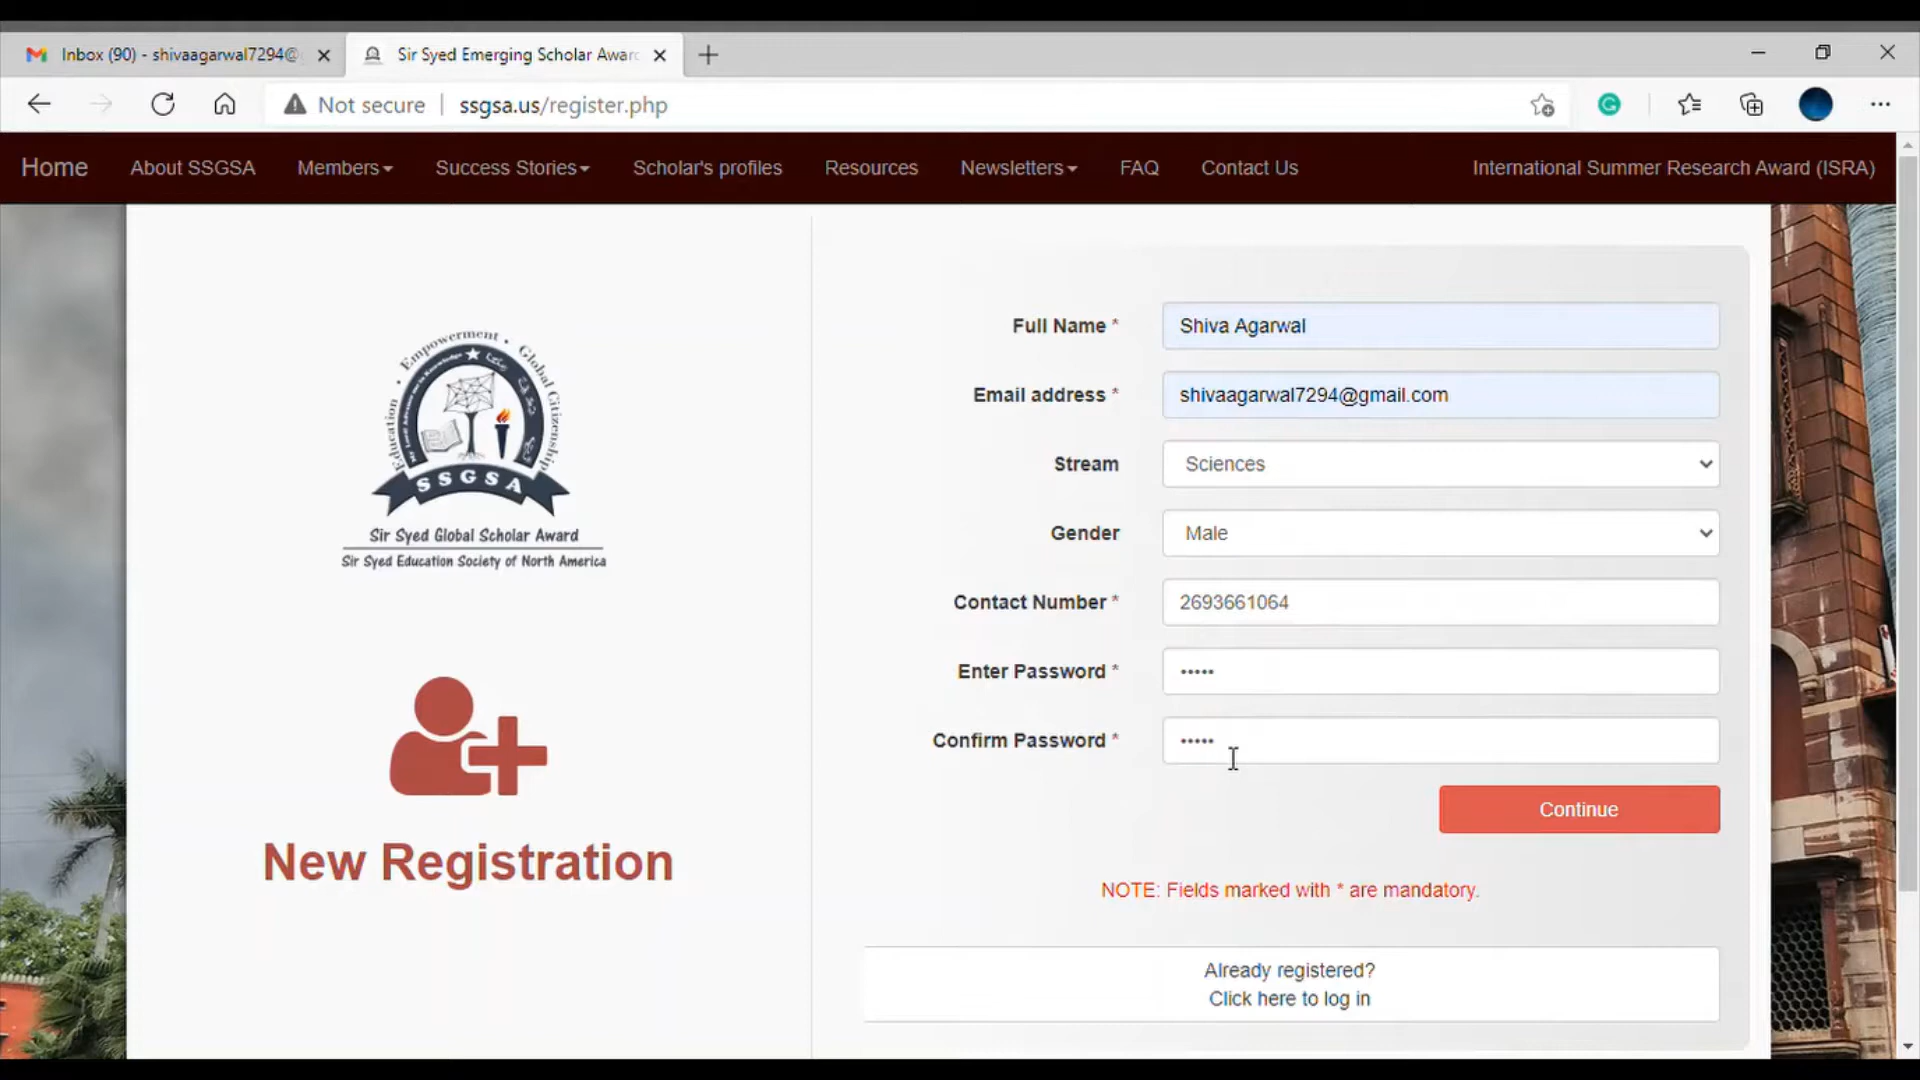 Inbox (90) - shivaagarwal7294@
Sir Syed Emerging Scholar Awar
Not secure
ssgsa.us/register.php
Home
About SSGSA
Members
Success Stories
Scholar's profiles
Resources
Newsletters
FAQ
Contact Us
International Summer Research Award (ISRA)
Education • Empowerment • Global Citizenship
SSGSA
Sir Syed Global Scholar Award
Sir Syed Education Society of North America
New Registration
Full Name *
Shiva Agarwal
Email address *
shivaagarwal7294@gmail.com
Stream
Sciences
Gender
Male
Contact Number *
2693661064
Enter Password *
•••••
Confirm Password *
•••••
Continue
NOTE: Fields marked with * are mandatory.
Already registered?
Click here to log in